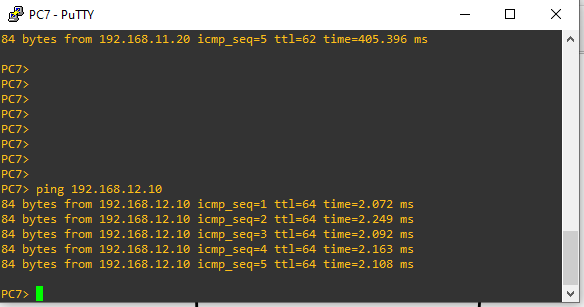 PC7 - PuTTY
84 bytes from 192.168.11.20 icmp_seq=5 ttl=62 time=405.396 ms
PC7>
PC7>
PC7>
PC7>
PC7>
PC7>
PC7>
PC7>
PC7> ping 192.168.12.10
84 bytes from 192.168.12.10 icmp_seq=1 ttl=64 time=2.072 ms
84 bytes from 192.168.12.10 icmp_seq=2 ttl=64 time=2.249 ms
84 bytes from 192.168.12.10 icmp_seq=3 ttl=64 time=2.092 ms
84 bytes from 192.168.12.10 icmp_seq=4 ttl=64 time=2.163 ms
84 bytes from 192.168.12.10 icmp_seq=5 ttl=64 time=2.108 ms
PC7>